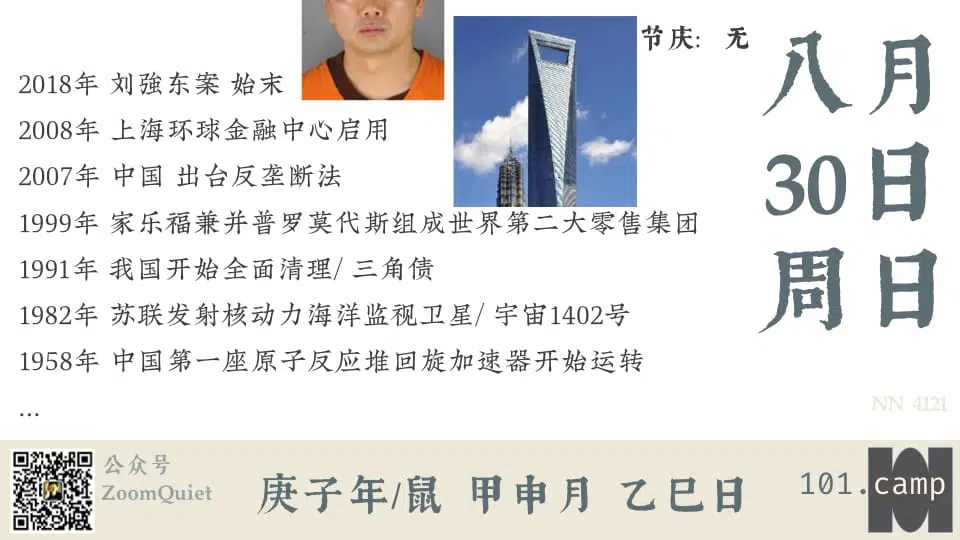 节庆: 无
2018年 刘強东案 始末
2008年 上海环球金融中心启用
2007年 中国 出台反垄断法
1999年 家乐福兼并普罗莫代斯组成世界第二大零售集团
1991年 我国开始全面清理/ 三角债
1982年 苏联发射核动力海洋监视卫星/ 宇宙1402号
1958年 中国第一座原子反应堆回旋加速器开始运转
...
八月
30日
周日
NN 4121
公众号
ZoomQuiet
庚子年/鼠 甲申月 乙巳日
101.camp